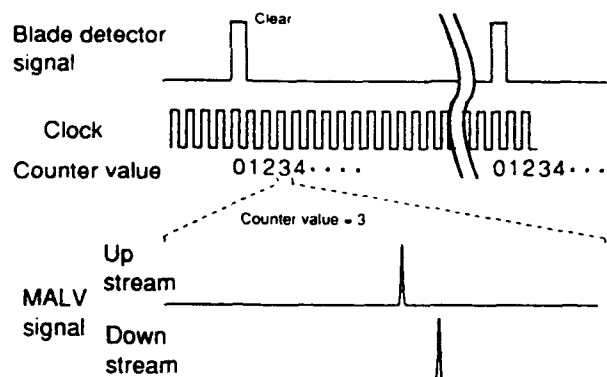 Clear
Blade detector
signal
Clock
Counter value 01234···· 01234···
Counter value = 3
Up
stream
MALV
signal
Down
stream